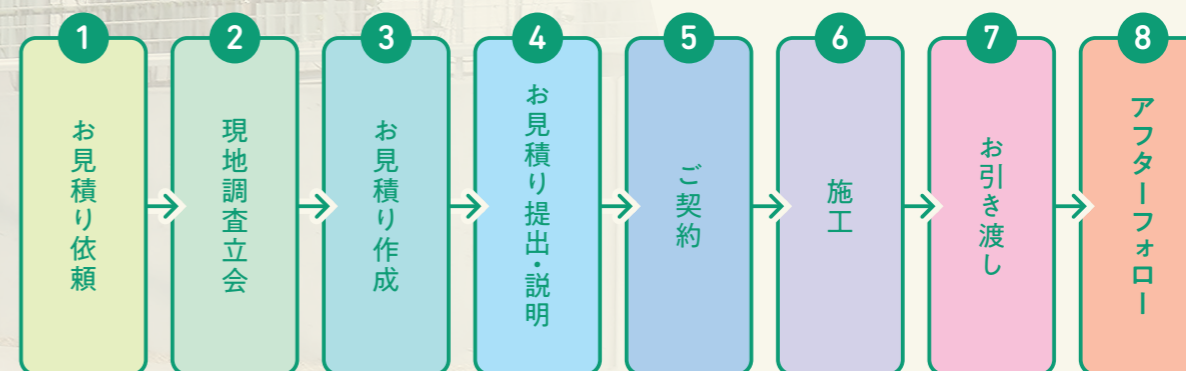 1
お見積り依頼
2
現地調査立会
3
お見積り作成
4
お見積り提出・説明
5
ご契約
6
施工
7
お引き渡し
8
アフターフォロー